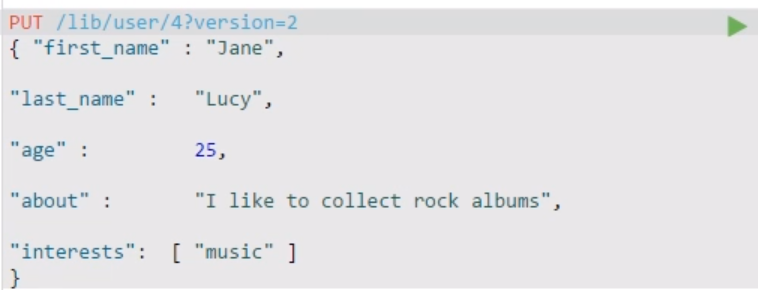 PUT /lib/user/4?version=2
{ "first_name" : "Jane",
"last_name" :   "Lucy",
"age" :         25,
"about" :       "I like to collect rock albums",
"interests":  [ "music" ]
}